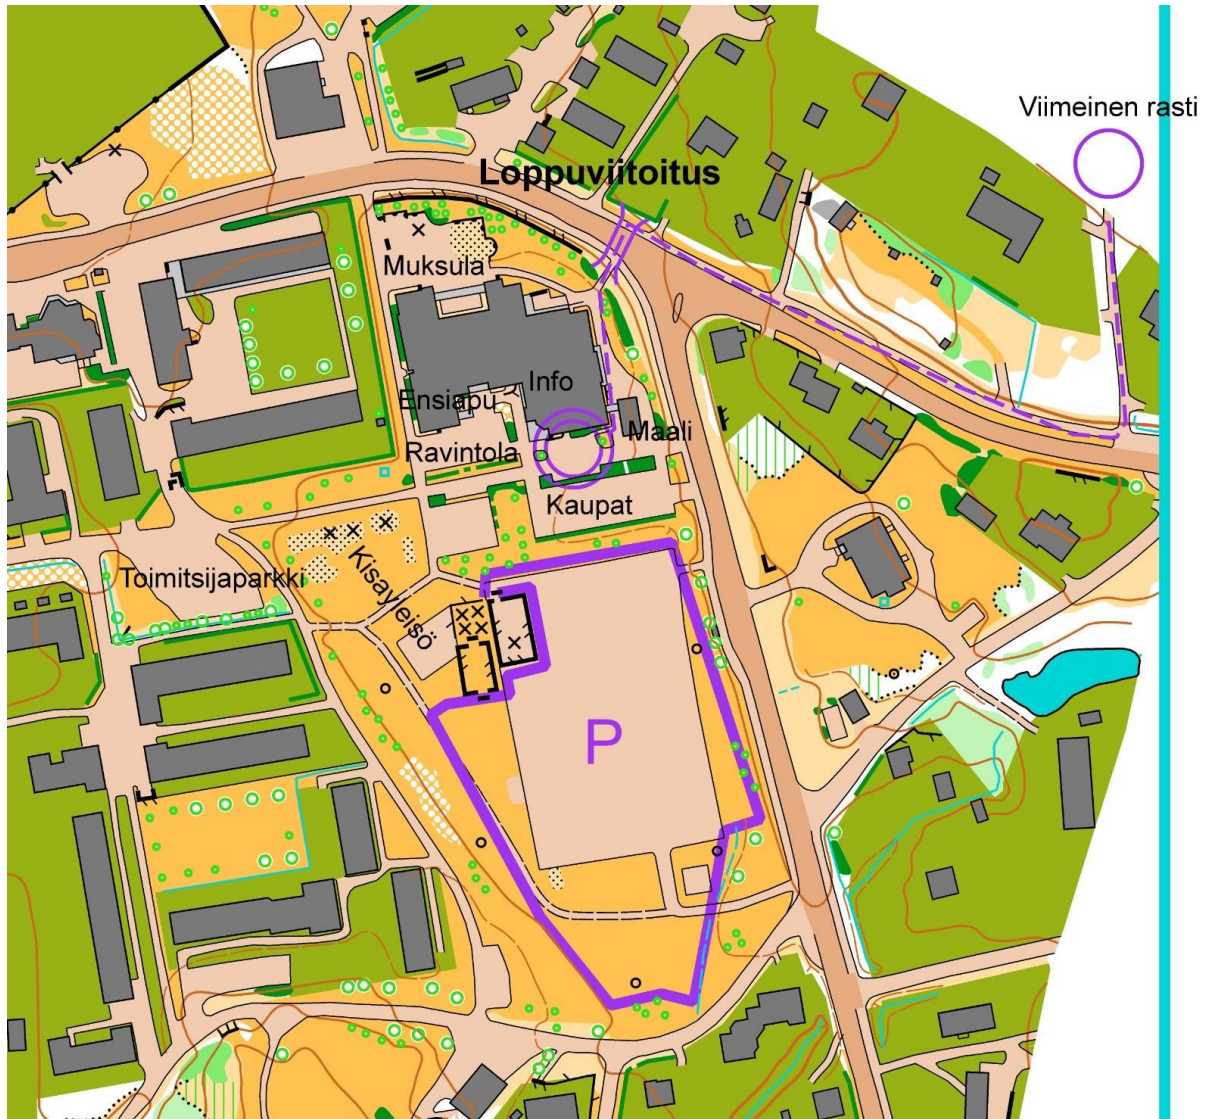 Viimeinen rasti
Loppuviitoitus
Muksula
Info
Ensiapu
Maali
Ravintola
Kaupat
Toimitsijaparkki
Kisayleisö
P